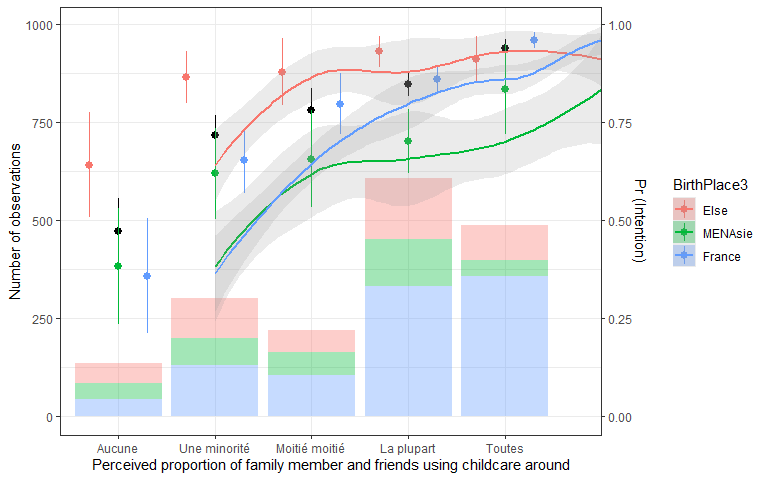 1000
750
500
250
0
Number of observations
1.00
0.75
0.50
0.25
0.00
Pr (Intention)
Aucune
Une minorité
Moitié moitié
La plupart
Toutes
Perceived proportion of family member and friends using childcare around
BirthPlace3
Else
MENAsie
France